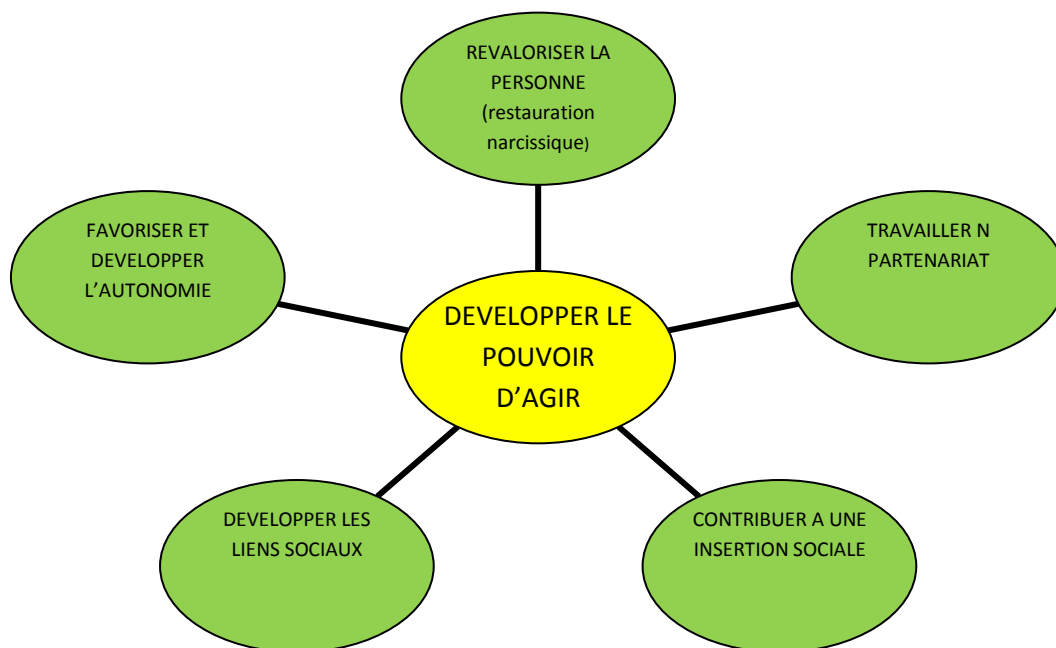 REVALORISER LA
PERSONNE
(restauration
narcissique)
FAVORISER ET
DEVELOPPER
L’AUTONOMIE
TRAVAILLER N
PARTENARIAT
DEVELOPPER LE
POUVOIR
D’AGIR
DEVELOPPER LES
LIENS SOCIAUX
CONTRIBUER A UNE
INSERTION SOCIALE